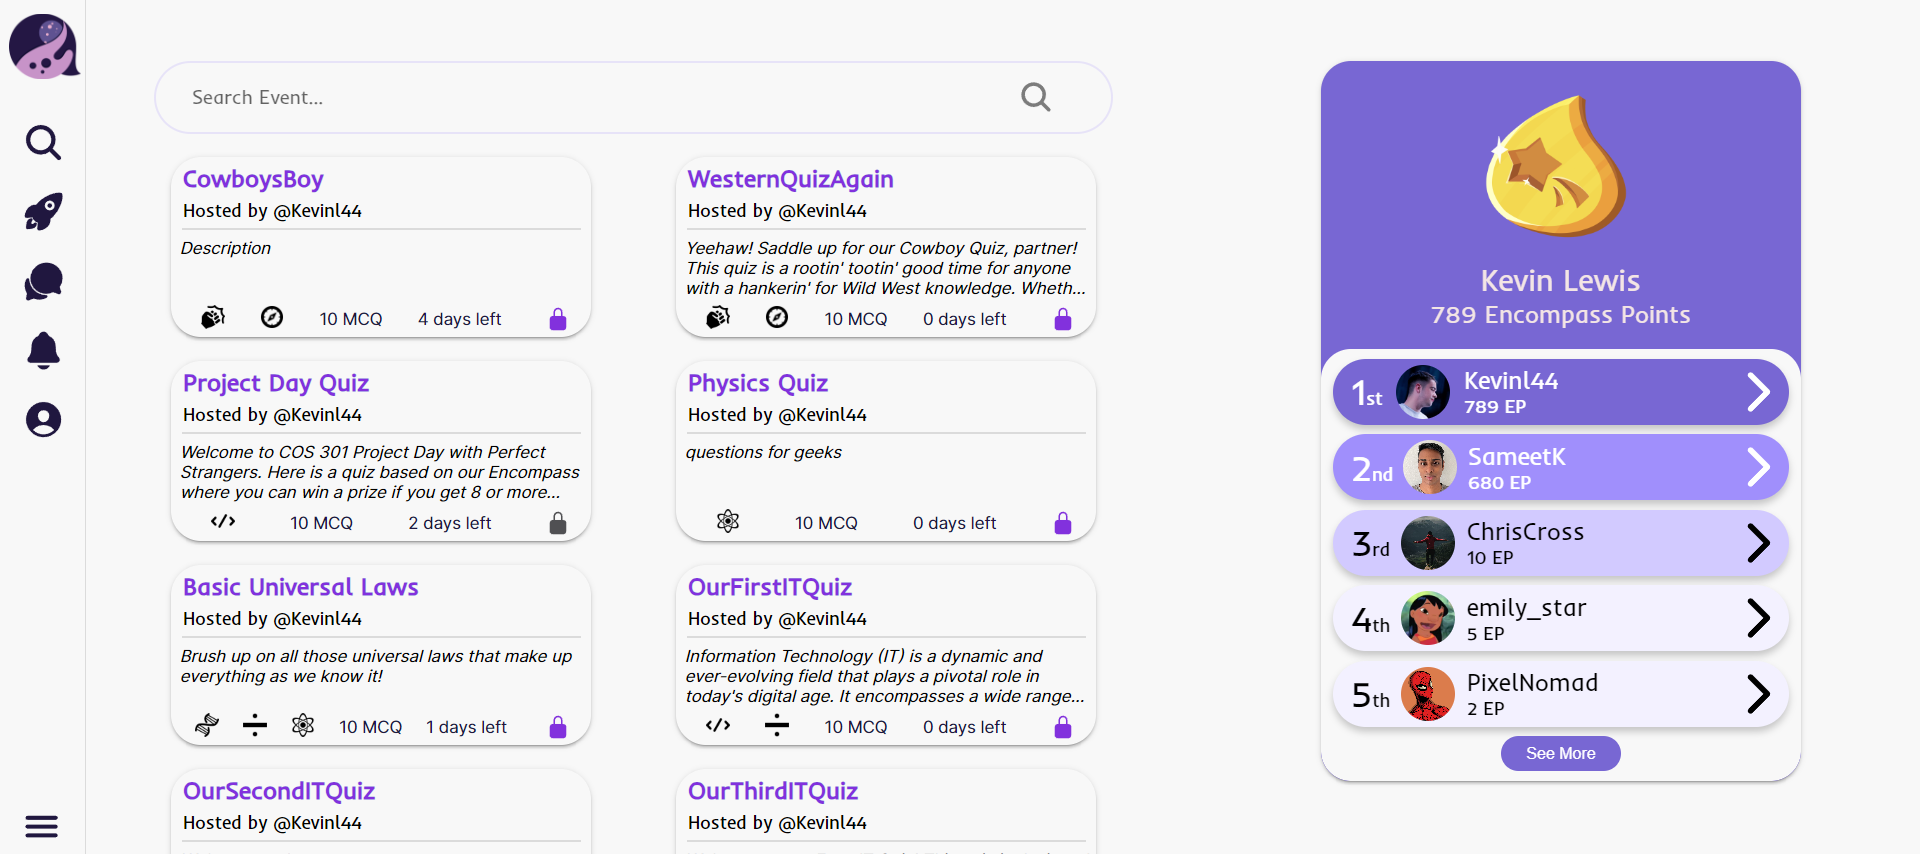 Search Event...
CowboysBoy
Hosted by @Kevinl44
Description
10 MCQ
4 days left
WesternQuizAgain
Hosted by @Kevinl44
Yeehaw! Saddle up for our Cowboy Quiz, partner!
This quiz is a rootin' tootin' good time for anyone
with a hankerin' for Wild West knowledge. Wheth...
10 MCQ
0 days left
Project Day Quiz
Hosted by @Kevinl44
Welcome to COS 301 Project Day with Perfect
Strangers. Here is a quiz based on our Encompass
where you can win a prize if you get 8 or more...
10 MCQ
2 days left
Physics Quiz
Hosted by @Kevinl44
questions for geeks
10 MCQ
0 days left
Basic Universal Laws
Hosted by @Kevinl44
Brush up on all those universal laws that make up
everything as we know it!
10 MCQ
1 days left
OurFirstITQuiz
Hosted by @Kevinl44
Information Technology (IT) is a dynamic and
ever-evolving field that plays a pivotal role in
today's digital age. It encompasses a wide range...
10 MCQ
0 days left
OurSecondITQuiz
Hosted by @Kevinl44
OurThirdITQuiz
Hosted by @Kevinl44
Kevin Lewis
789 Encompass Points
1st
Kevinl44
789 EP
2nd
SameetK
680 EP
3rd
ChrisCross
10 EP
4th
emily_star
5 EP
5th
PixelNomad
2 EP
See More